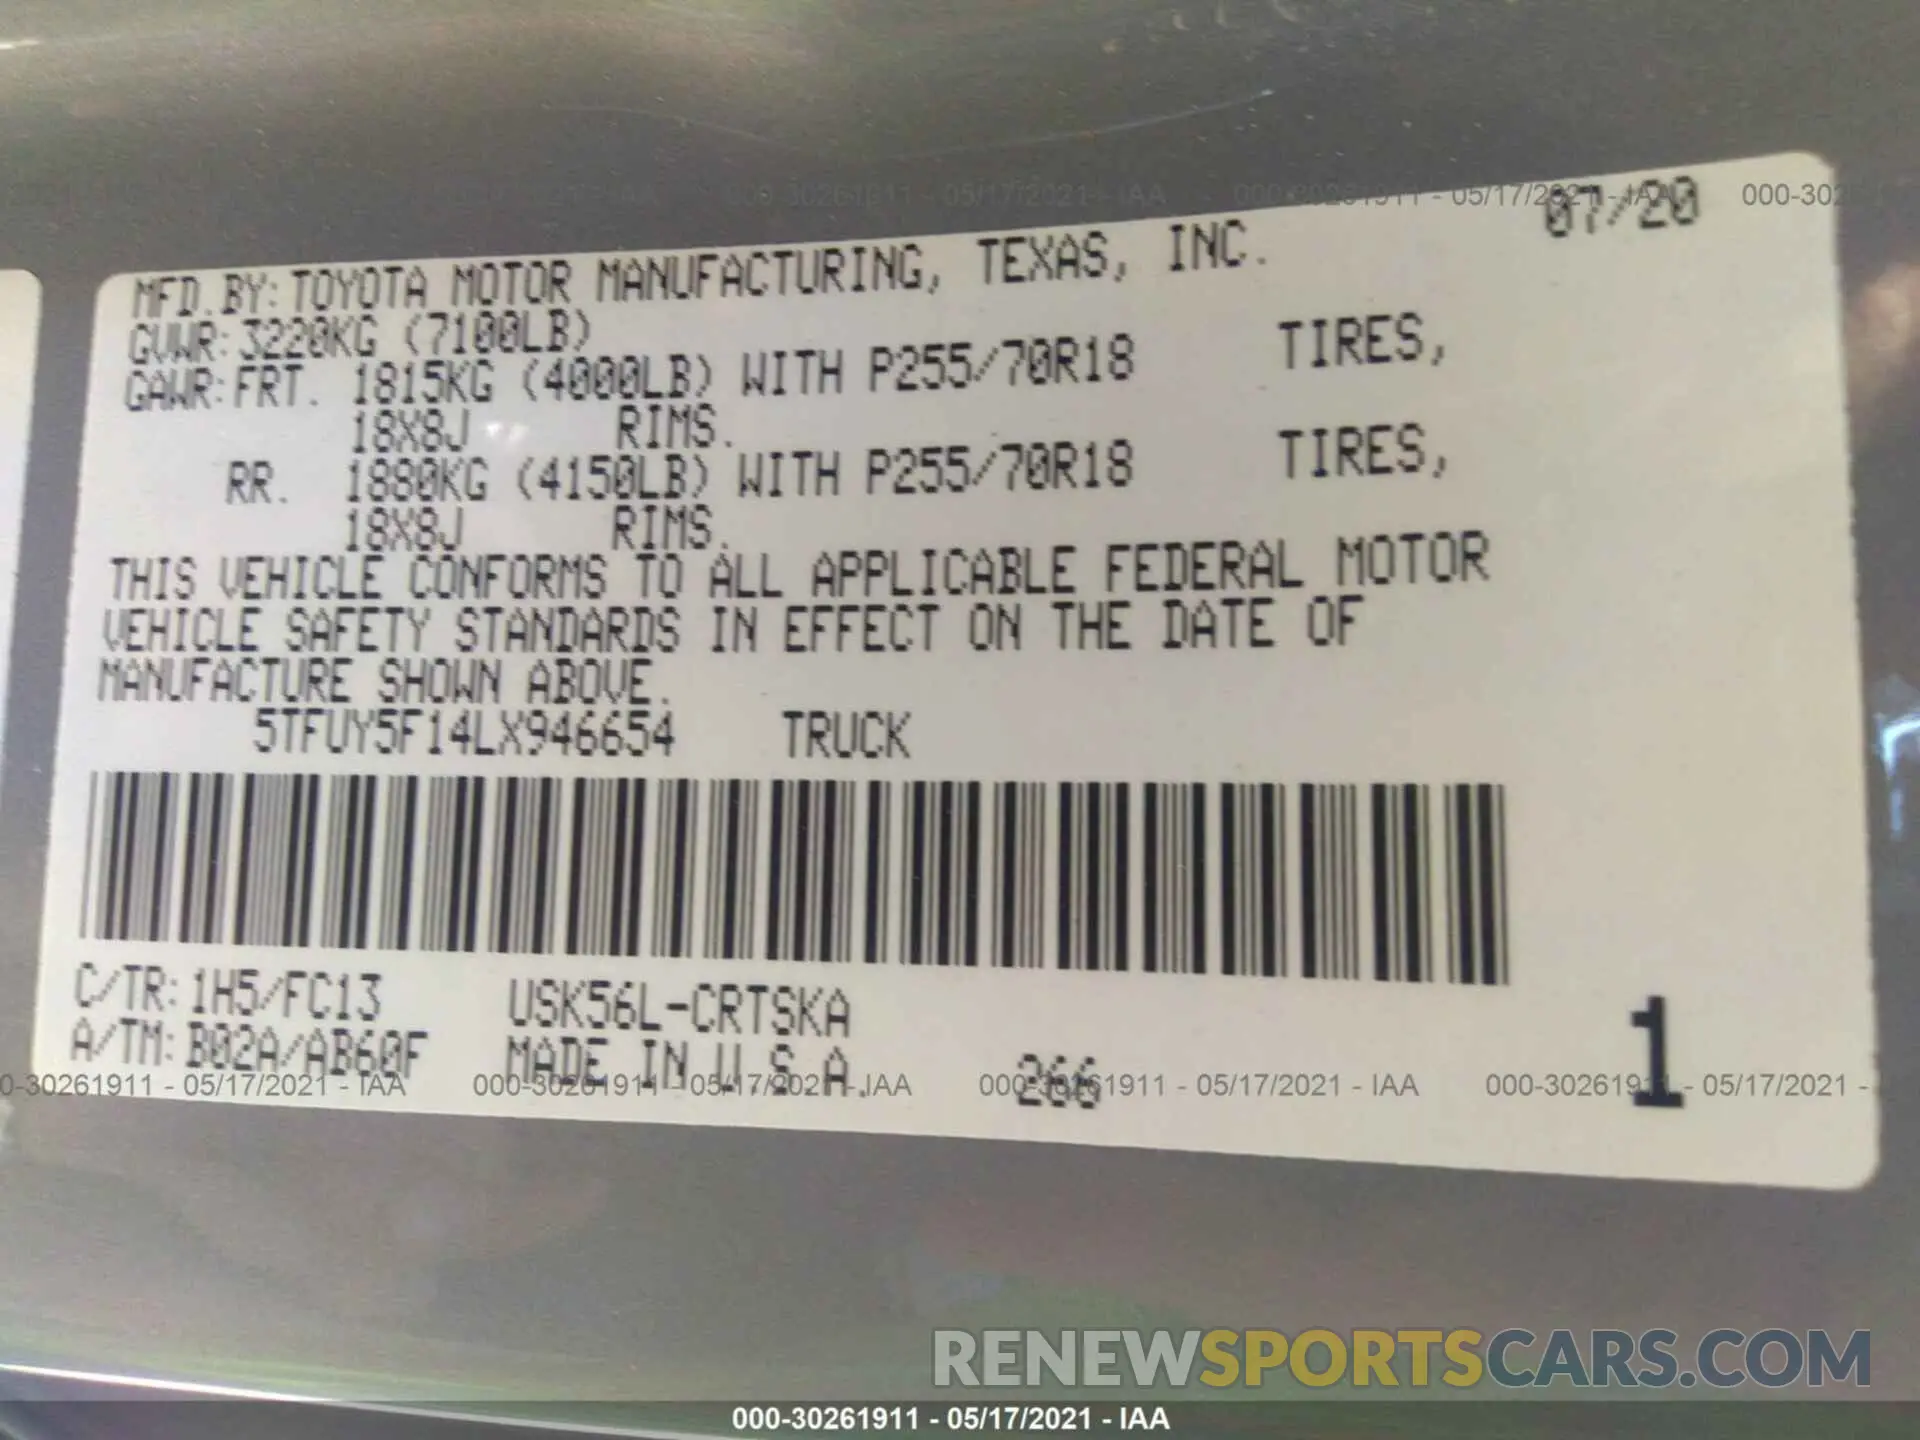 07/20
MFD.BY:TOYOTA MOTOR MANUFACTURING, TEXAS, INC.
GVWR:3220KG (7100LB)
GAWR:FRT. 1815KG (4000LB) WITH P255/70R18 TIRES,
18X8J RIMS.
RR. 1880KG (4150LB) WITH P255/70R18 TIRES,
18X8J RIMS.
THIS VEHICLE CONFORMS TO ALL APPLICABLE FEDERAL MOTOR
VEHICLE SAFETY STANDARDS IN EFFECT ON THE DATE OF
MANUFACTURE SHOWN ABOVE.
5TFUY5F14LX946654 TRUCK
C/TR:1H5/FC13 USK56L-CRTSKA
A/TM:B02A/AB60F MADE IN U.S.A. 266
1
000-30261911 - 05/17/2021 - IAA 000-30261911 - 05/17/2021 - IAA 000-302
0-30261911 - 05/17/2021 - IAA 000-30261911 - 05/17/2021 - IAA 000-30261911 - 05/17/2021 - IAA 000-30261911 - 05/17/2021 -
RENEWSPORTSCARS.COM
000-30261911 - 05/17/2021 - IAA